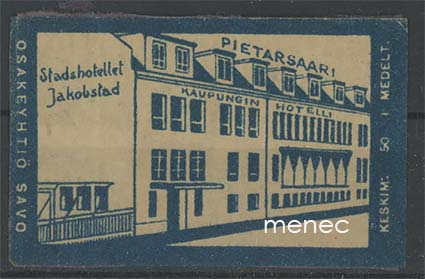 OSAKEYHTIÖ SAVO
Stadshotellet
Jakobstad
PIETARSAARI
KAUPUNGIN HOTELLI
KESKIM. 50 I MEDELT.
menec